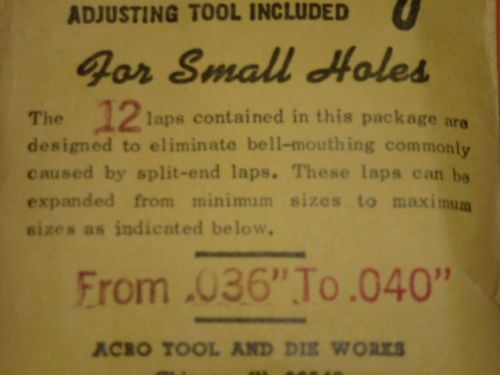 ADJUSTING TOOL INCLUDED
For Small Holes
The 12 laps contained in this package are
designed to eliminate bell-mouthing commonly
caused by split-end laps. These laps can be
expanded from minimum sizes to maximum
sizes as indicated below.
From .036" To .040"
ACRO TOOL AND DIE WORKS